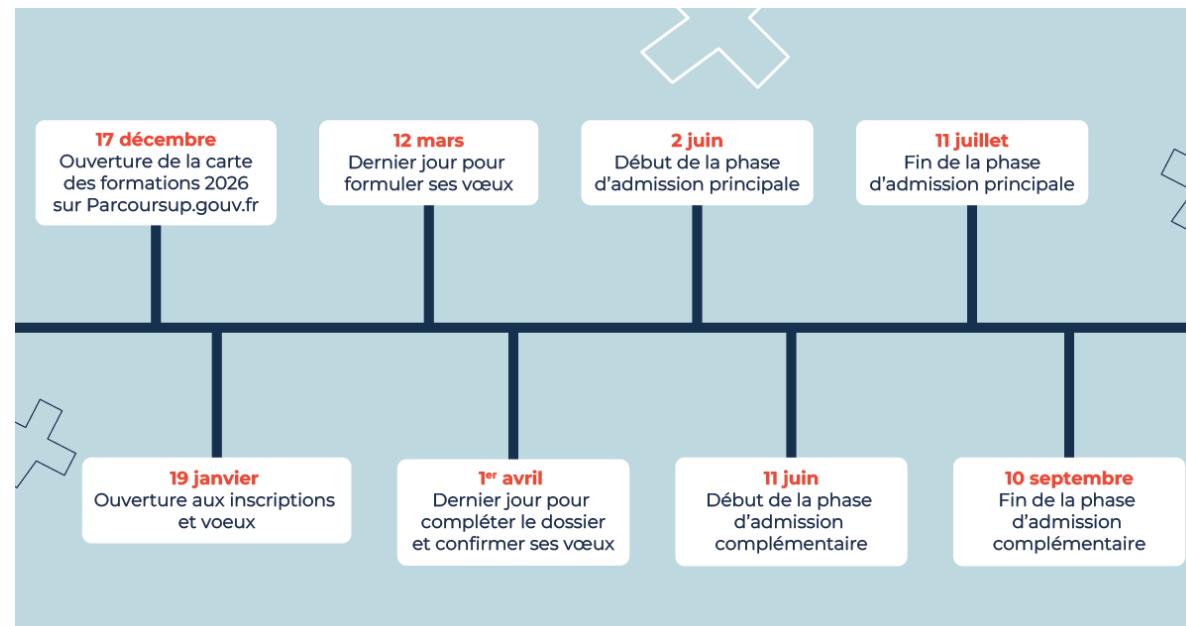 17 décembre
Ouverture de la carte
des formations 2026
sur Parcoursup.gouv.fr
12 mars
Dernier jour pour
formuler ses vœux
2 juin
Début de la phase
d’admission principale
11 juillet
Fin de la phase
d’admission principale
19 janvier
Ouverture aux inscriptions
et voeux
1er avril
Dernier jour pour
compléter le dossier
et confirmer ses vœux
11 juin
Début de la phase
d’admission
complémentaire
10 septembre
Fin de la phase
d’admission
complémentaire